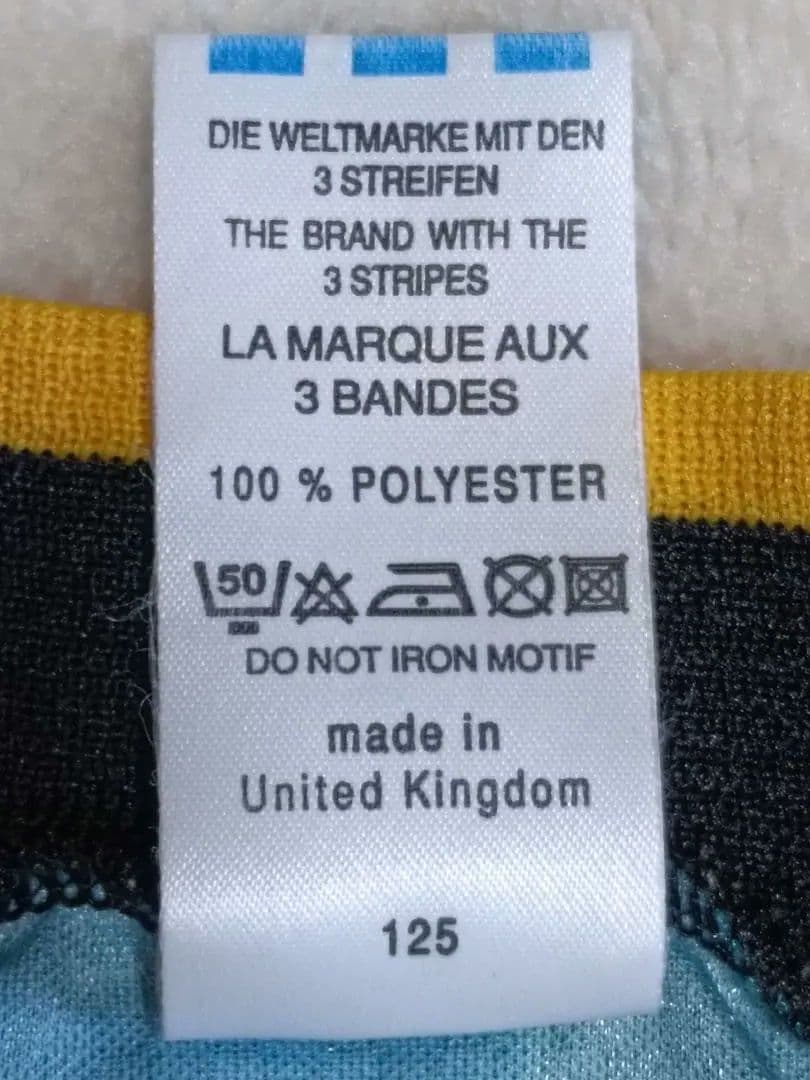 DIE WELTMARKE MIT DEN
3 STREIFEN
THE BRAND WITH THE
3 STRIPES
LA MARQUE AUX
3 BANDES
100 % POLYESTER
50
DO NOT IRON MOTIF
made in
United Kingdom
125